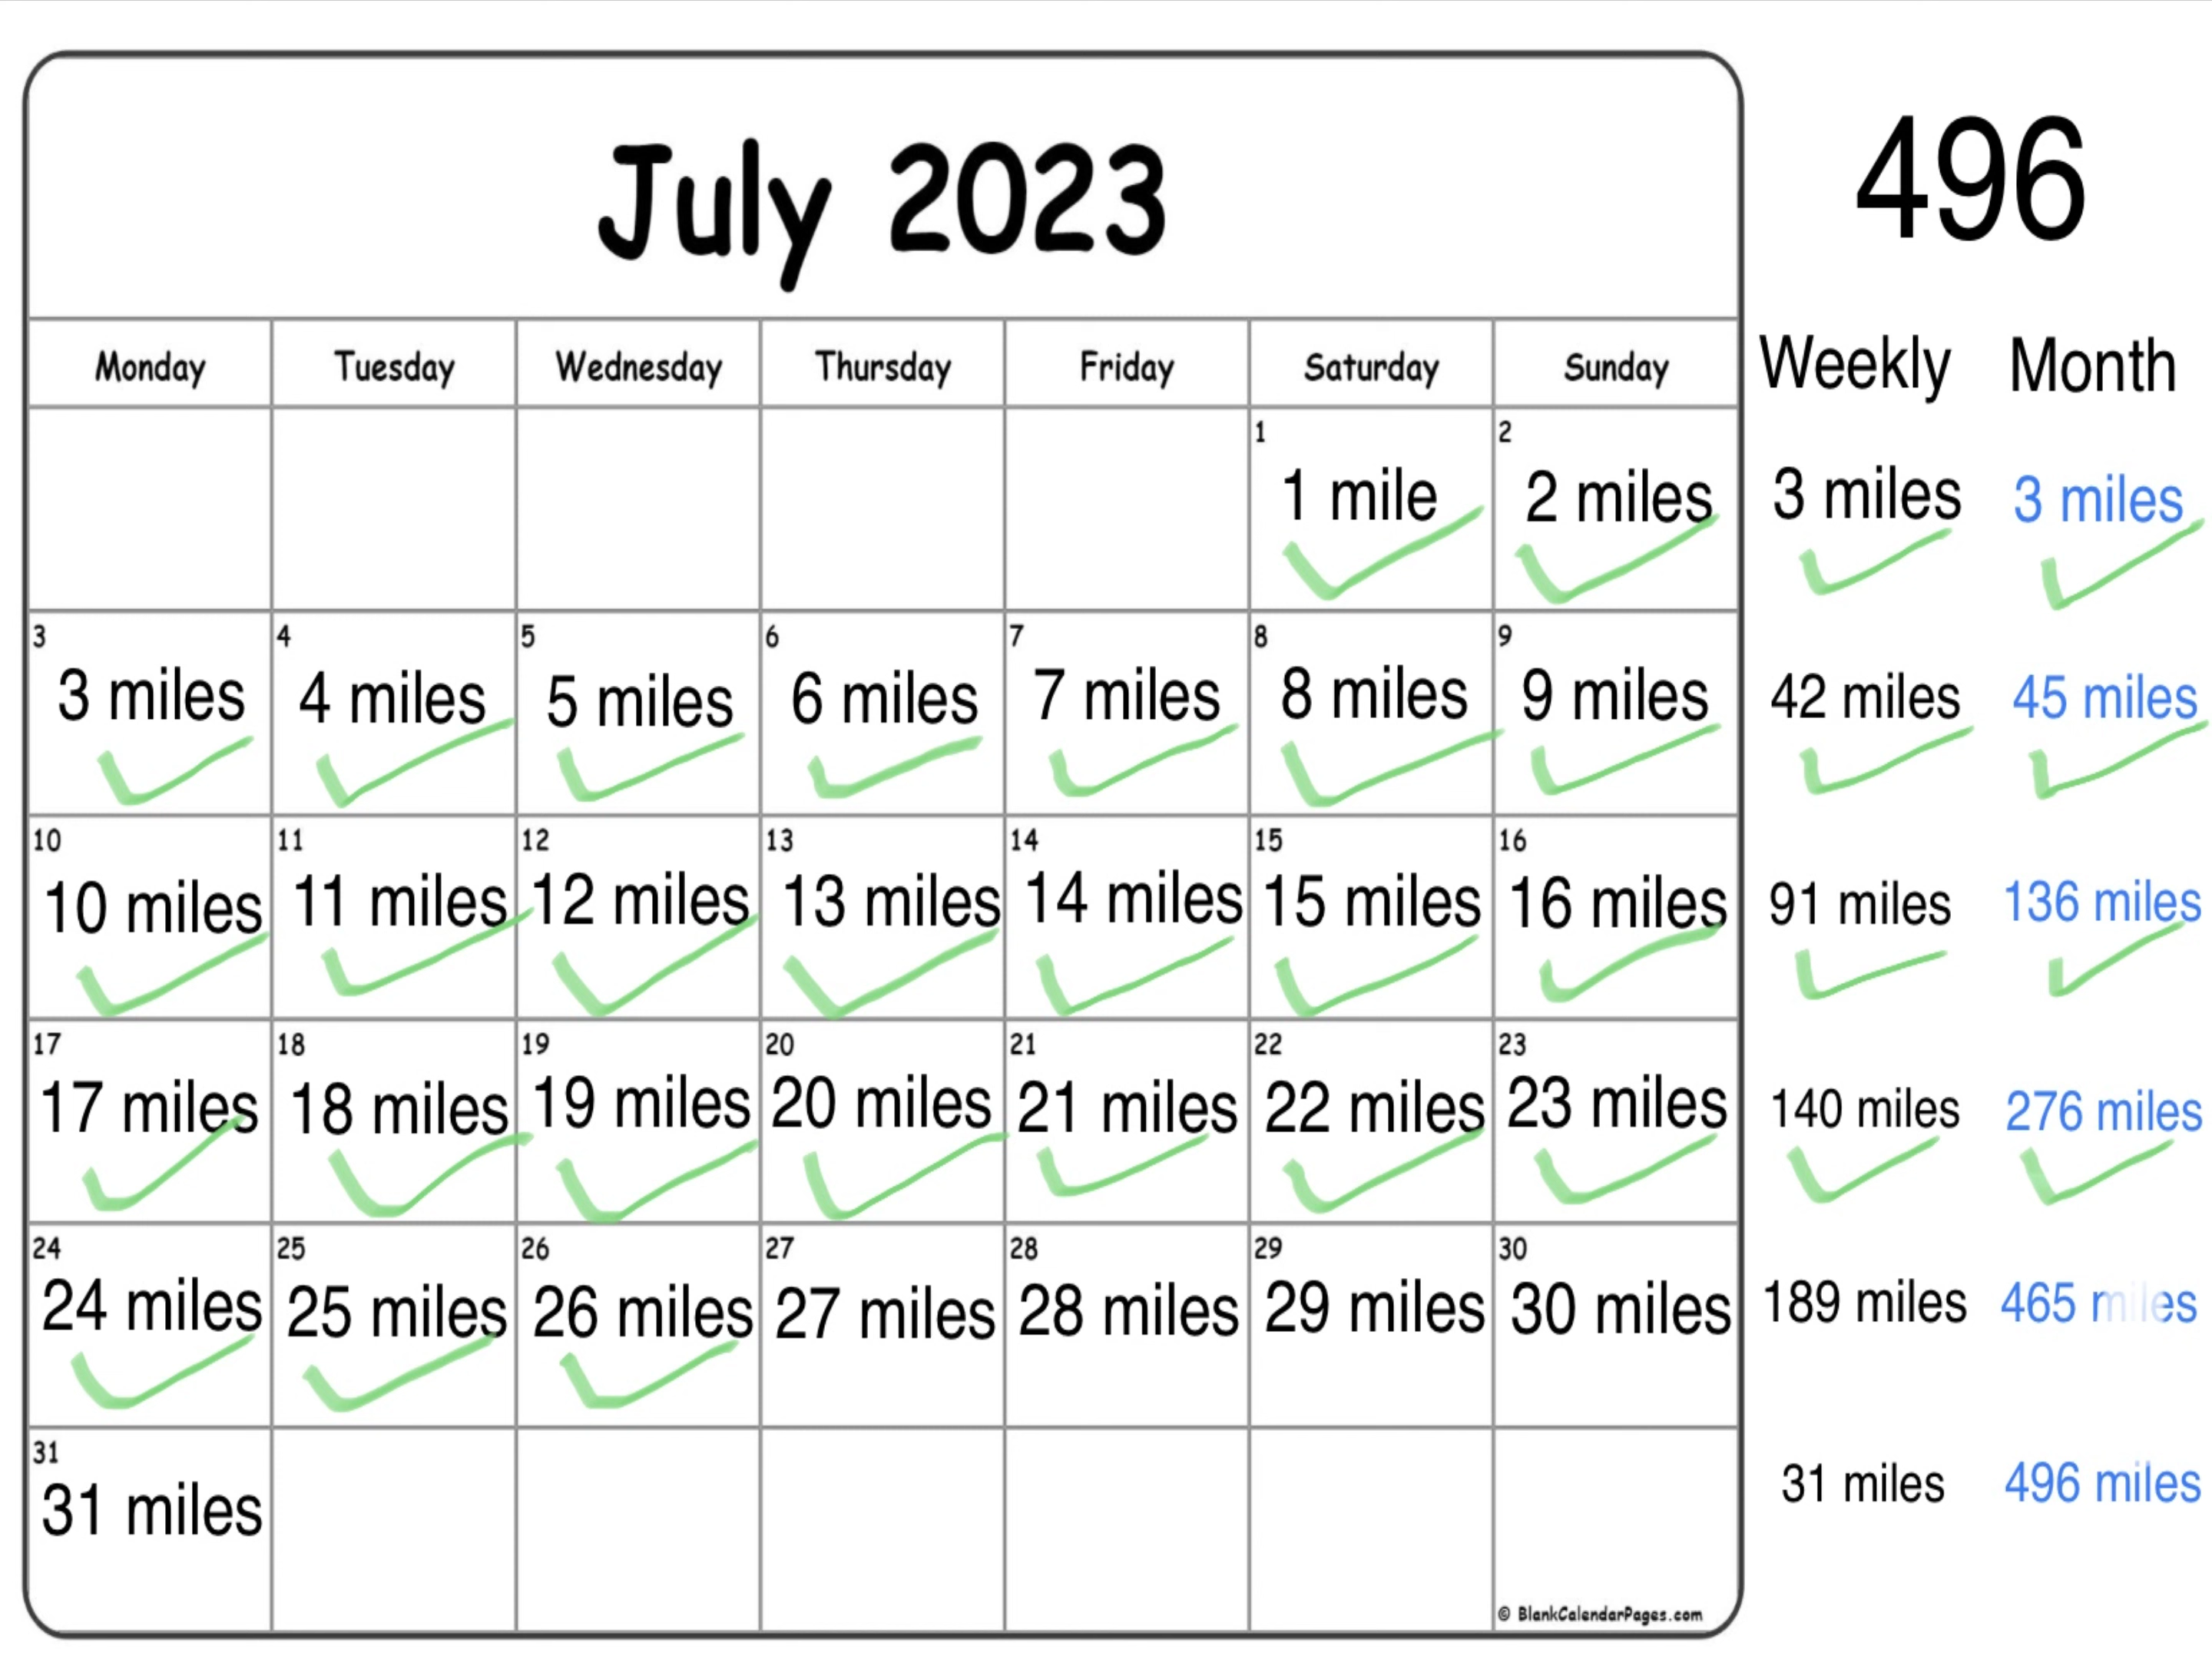 July 2023
496
Monday Tuesday Wednesday Thursday Friday Saturday Sunday Weekly Month
1 2
1 mile 2 miles 3 miles 3 miles
3 4 5 6 7 8 9
3 miles 4 miles 5 miles 6 miles 7 miles 8 miles 9 miles 42 miles 45 miles
10 11 12 13 14 15 16
10 miles 11 miles 12 miles 13 miles 14 miles 15 miles 16 miles 91 miles 136 miles
17 18 19 20 21 22 23
17 miles 18 miles 19 miles 20 miles 21 miles 22 miles 23 miles 140 miles 276 miles
24 25 26 27 28 29 30
24 miles 25 miles 26 miles 27 miles 28 miles 29 miles 30 miles 189 miles 465 miles
31
31 miles 31 miles 496 miles
© BlankCalendarPages.com